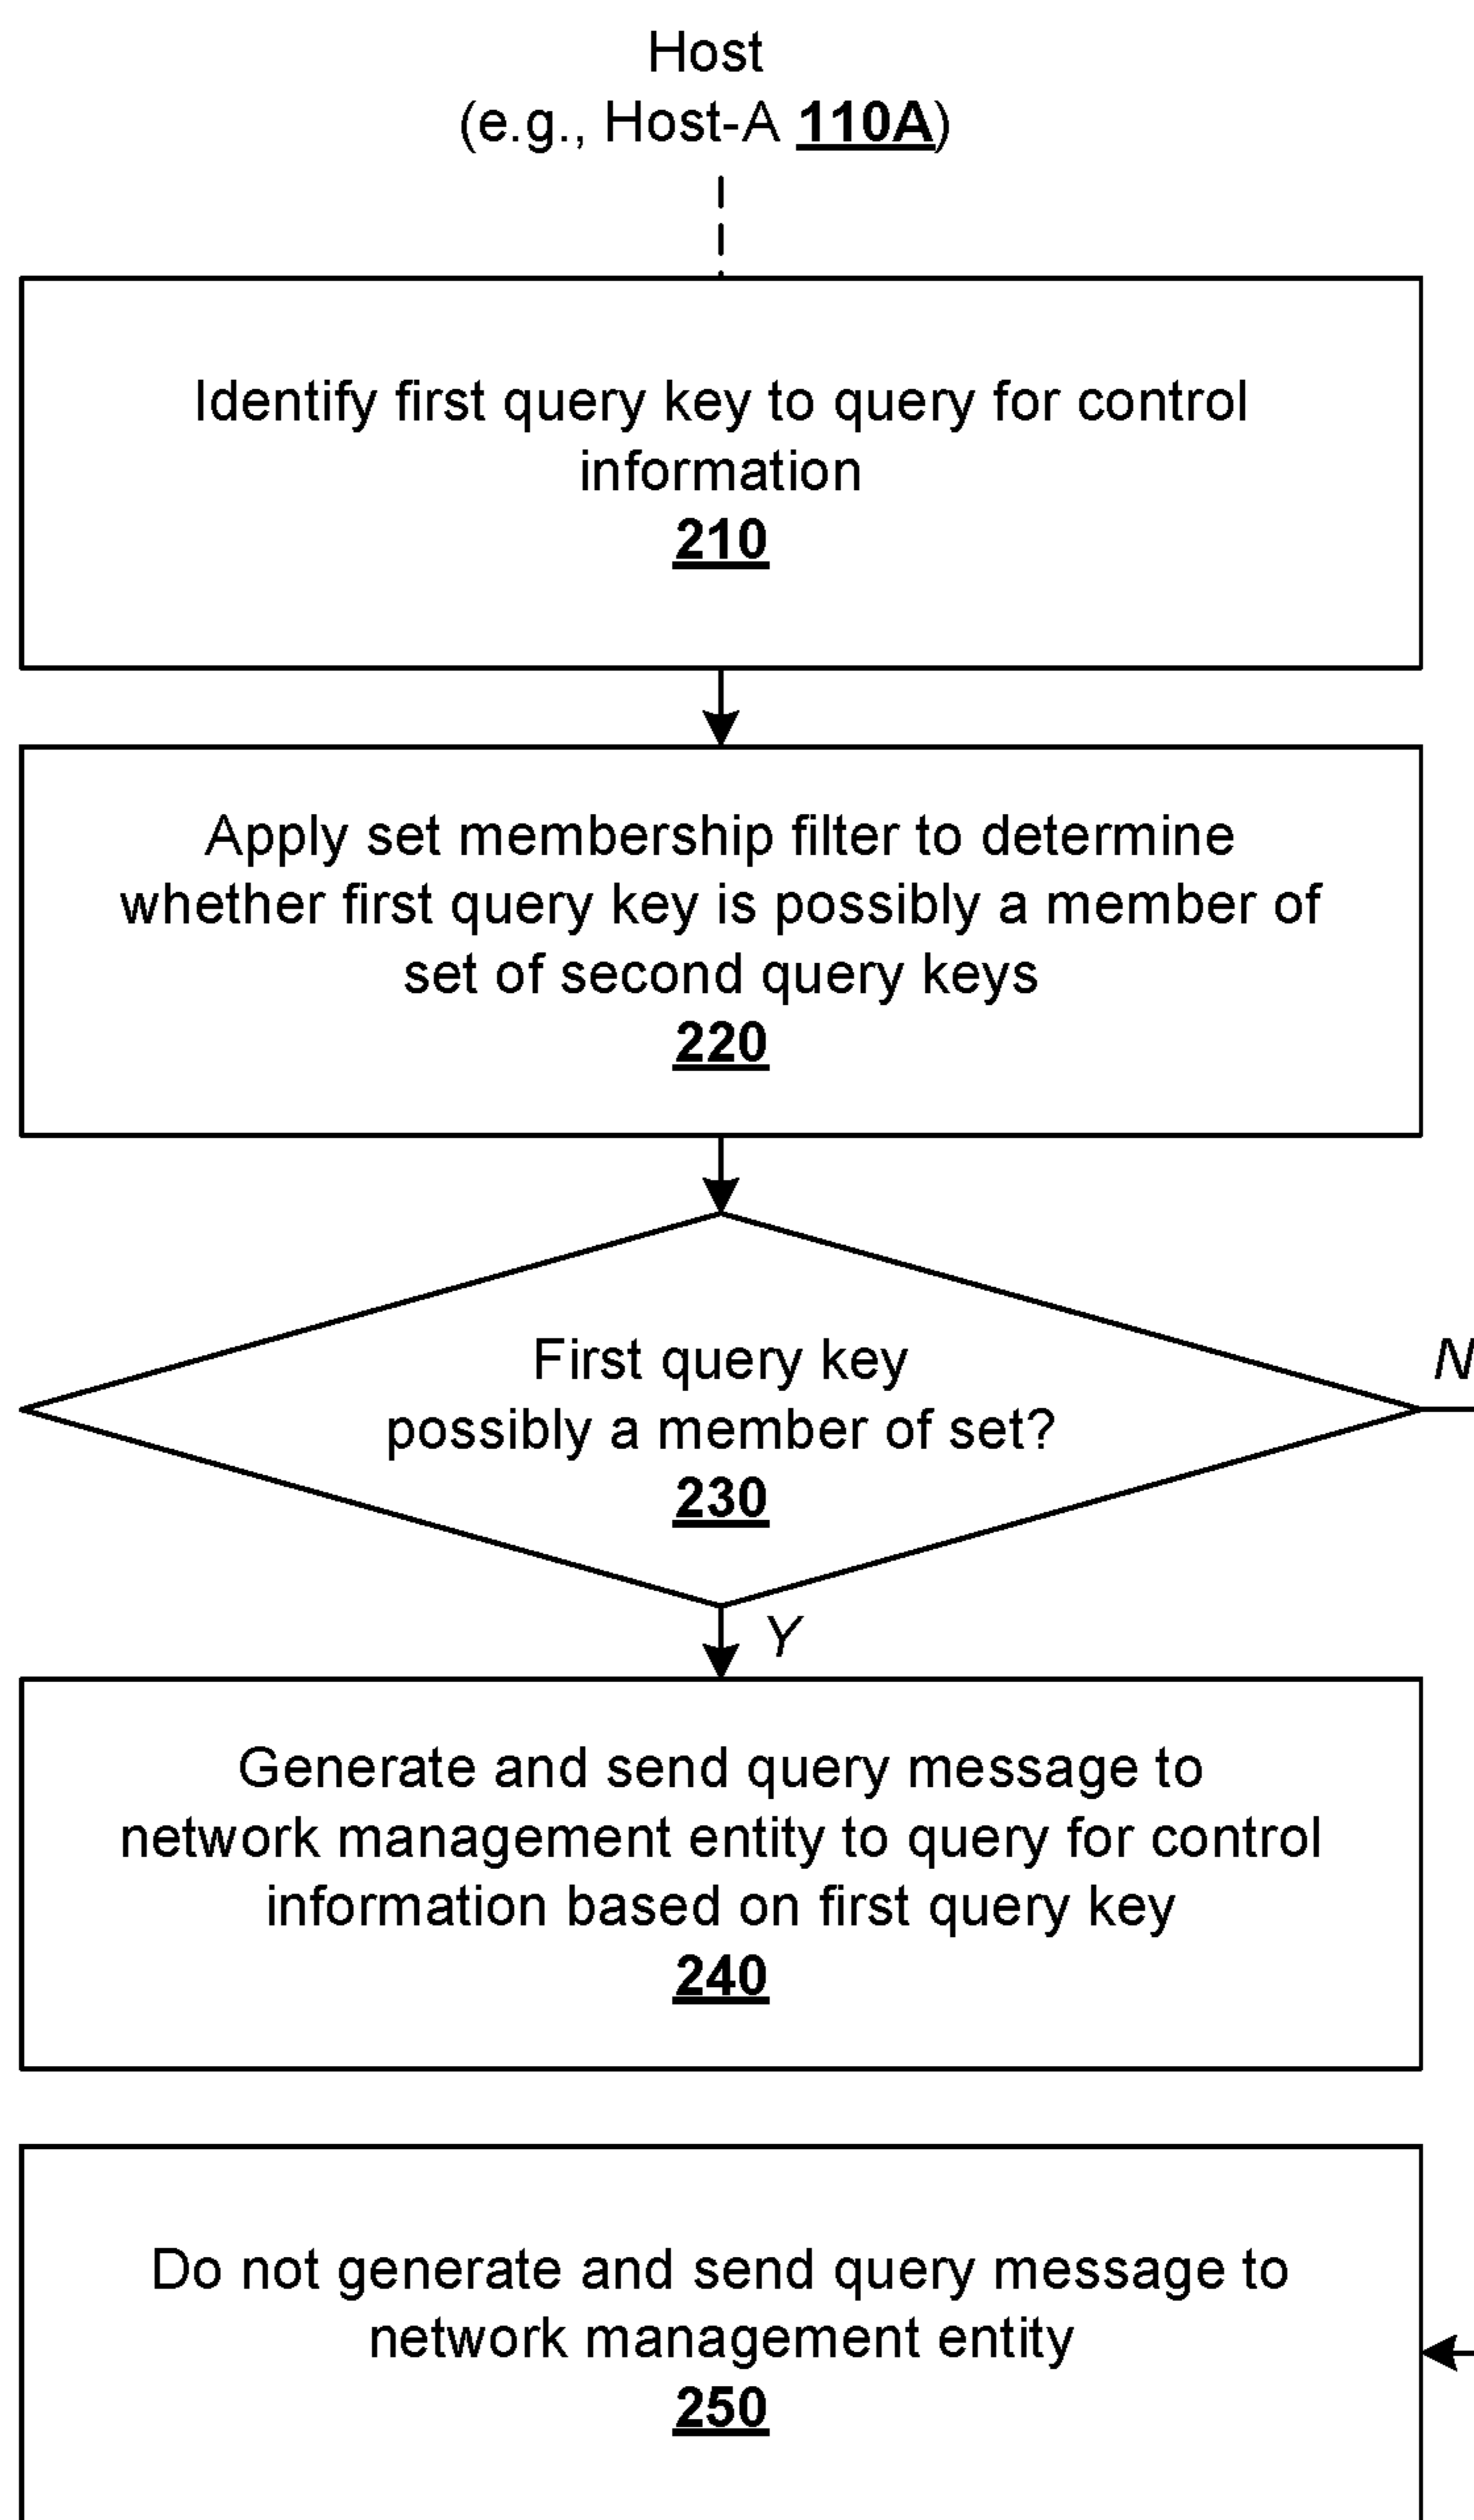 Host
(e.g., Host-A 110A)
Identify first query key to query for control
information
210
Apply set membership filter to determine
whether first query key is possibly a member of
set of second query keys
220
First query key
possibly a member of set?
230
N
Y
Generate and send query message to
network management entity to query for control
information based on first query key
240
Do not generate and send query message to
network management entity
250